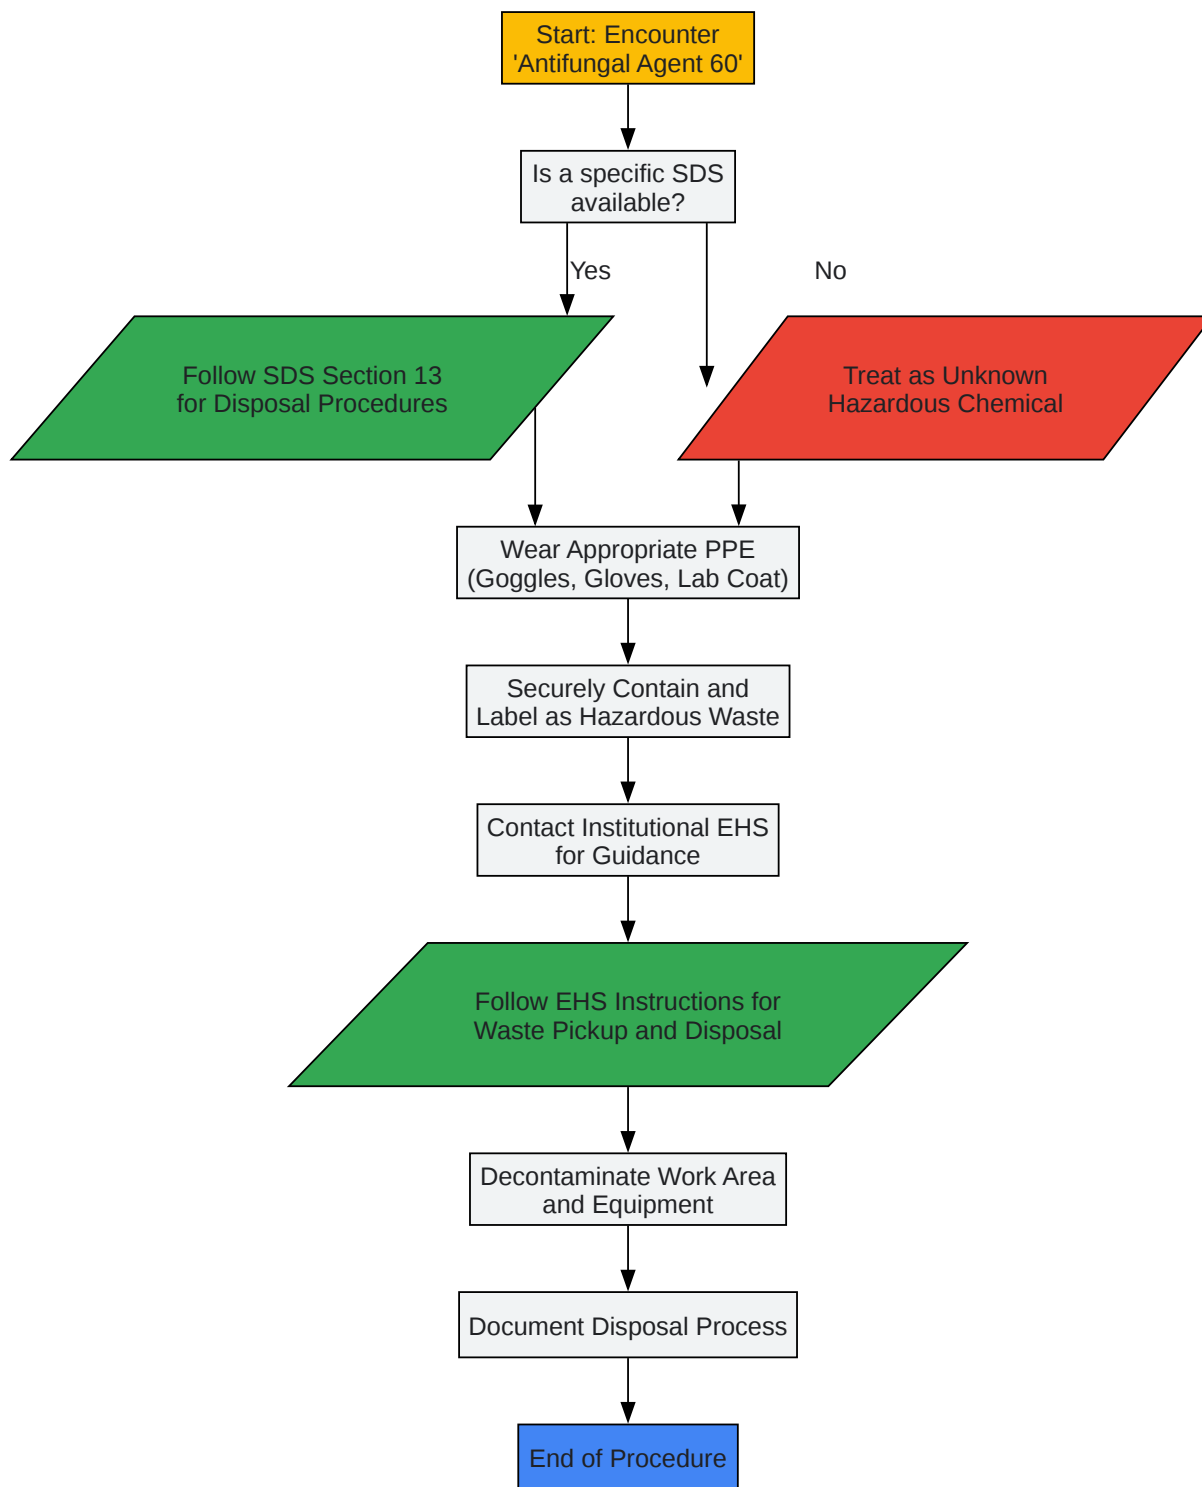 Start: Encounter
'Antifungal Agent 60'
Is a specific SDS
available?
Yes
No
Follow SDS Section 13
for Disposal Procedures
Treat as Unknown
Hazardous Chemical
Wear Appropriate PPE
(Goggles, Gloves, Lab Coat)
Securely Contain and
Label as Hazardous Waste
Contact Institutional EHS
for Guidance
Follow EHS Instructions for
Waste Pickup and Disposal
Decontaminate Work Area
and Equipment
Document Disposal Process
End of Procedure